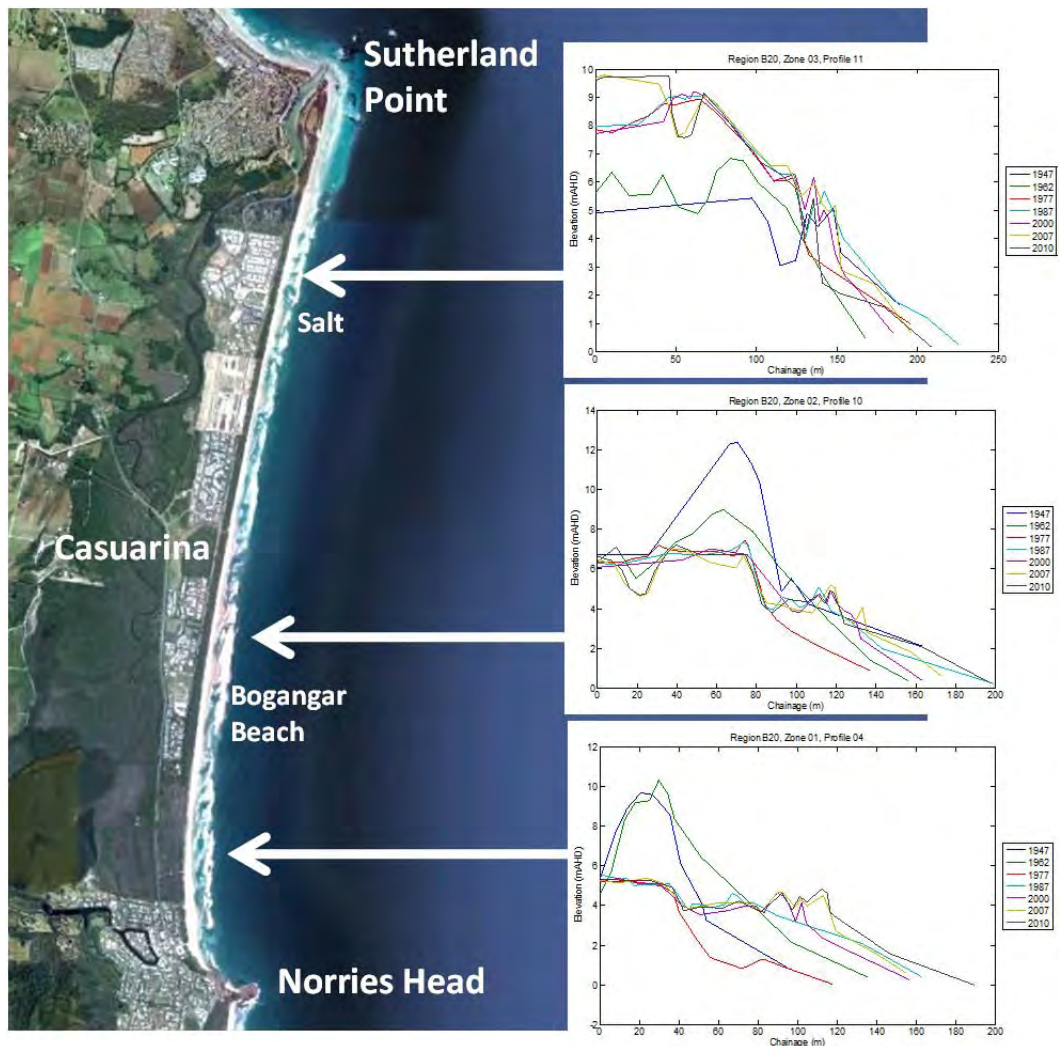 Sutherland
Point
Salt
Casuarina
Bogangar
Beach
Norries Head
Region B20, Zone 03, Profile 11
Elevation (mAHD)
10
9
8
7
6
5
4
3
2
1
0
0 50 100 150 200 250
Chainage (m)
1947
1962
1977
1987
2000
2007
2010
Region B20, Zone 02, Profile 10
Elevation (mAHD)
14
12
10
8
6
4
2
0
0 20 40 60 80 100 120 140 160 180 200
Chainage (m)
1947
1962
1977
1987
2000
2007
2010
Region B20, Zone 01, Profile 04
Elevation (mAHD)
12
10
8
6
4
2
0
-2
0 20 40 60 80 100 120 140 160 180 200
Chainage (m)
1947
1962
1977
1987
2000
2007
2010